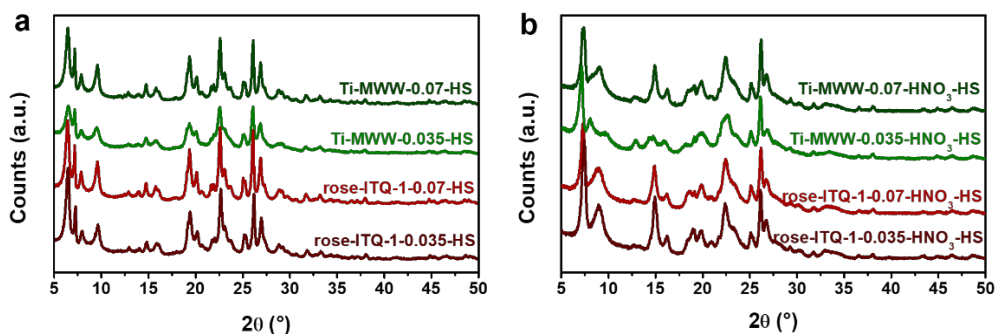 a
Counts (a.u.)
Ti-MWW-0.07-HS
Ti-MWW-0.035-HS
rose-ITQ-1-0.07-HS
rose-ITQ-1-0.035-HS
5 10 15 20 25 30 35 40 45 50
2θ (°)
b
Counts (a.u.)
Ti-MWW-0.07-HNO₃-HS
Ti-MWW-0.035-HNO₃-HS
rose-ITQ-1-0.07-HNO₃-HS
rose-ITQ-1-0.035-HNO₃-HS
5 10 15 20 25 30 35 40 45 50
2θ (°)